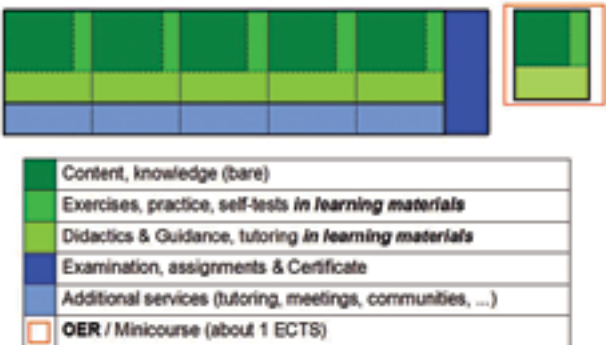 Content, knowledge (bare)
Exercises, practice, self-tests in learning materials
Didactics & Guidance, tutoring in learning materials
Examination, assignments & Certificate
Additional services (tutoring, meetings, communities, ...)
OER / Minicourse (about 1 ECTS)